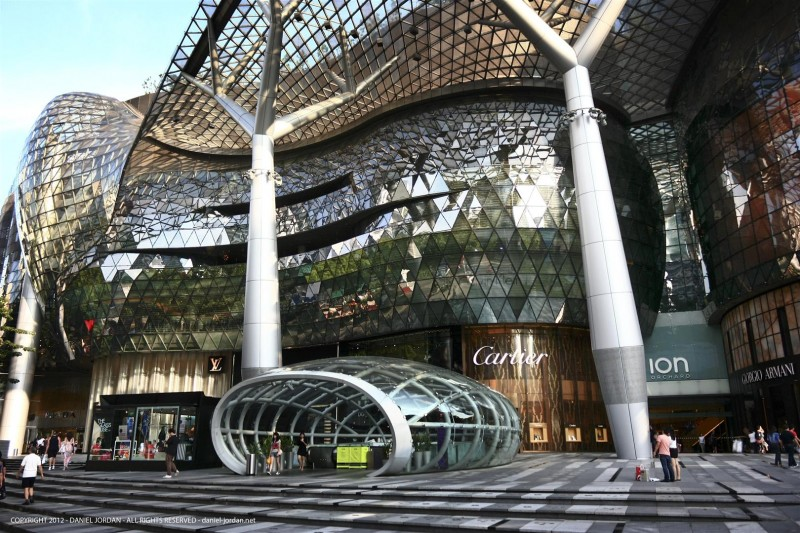 LV
Cartier
ion
ORCHARD
GIORGIO ARMANI
COPYRIGHT 2012 - DANIEL JORDAN - ALL RIGHTS RESERVED - daniel-jordan.net